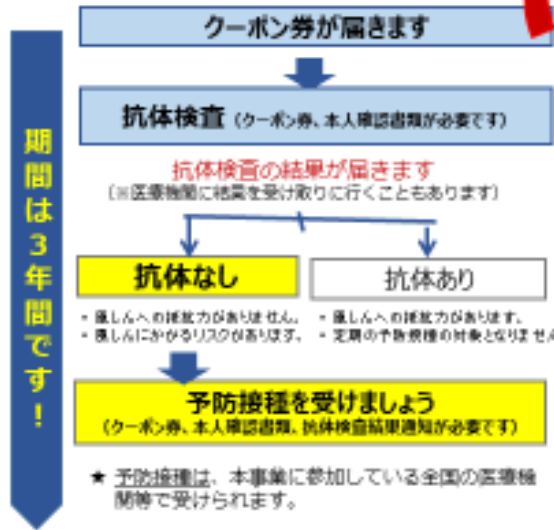 クーポン券が届きます
抗体検査（クーポン券、本人確認書類が必要です）
期間は３年間です！
抗体検査の結果が届きます
（※医療機関に結果を受け取りに行くこともあります）
抗体なし
抗体あり
・風しんへの抵抗力がありません。
・風しんにかかるリスクがあります。
・風しんへの抵抗力があります。
・定期の予防接種の対象となりません
予防接種を受けましょう
（クーポン券、本人確認書類、抗体検査結果通知が必要です）
★ 予防接種は、本事業に参加している全国の医療機
関等で受けられます。